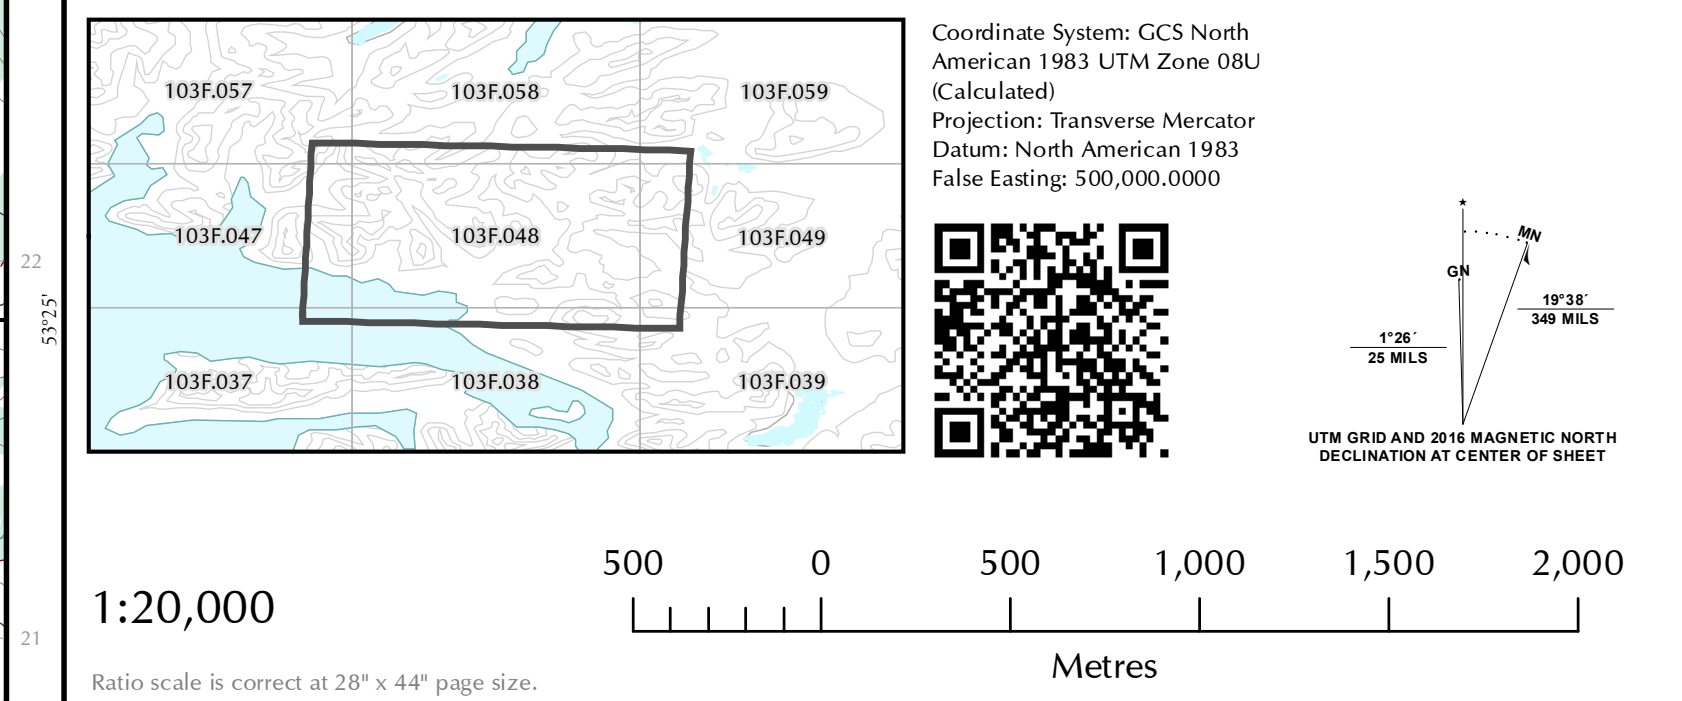 103F.057
103F.058
103F.059
103F.047
103F.048
103F.049
103F.037
103F.038
103F.039
22
53°25'
21
Coordinate System: GCS North
American 1983 UTM Zone 08U
(Calculated)
Projection: Transverse Mercator
Datum: North American 1983
False Easting: 500,000.0000
MN
GN
19°38´
349 MILS
1°26´
25 MILS
UTM GRID AND 2016 MAGNETIC NORTH
DECLINATION AT CENTER OF SHEET
500 0 500 1,000 1,500 2,000
Metres
1:20,000
Ratio scale is correct at 28" x 44" page size.